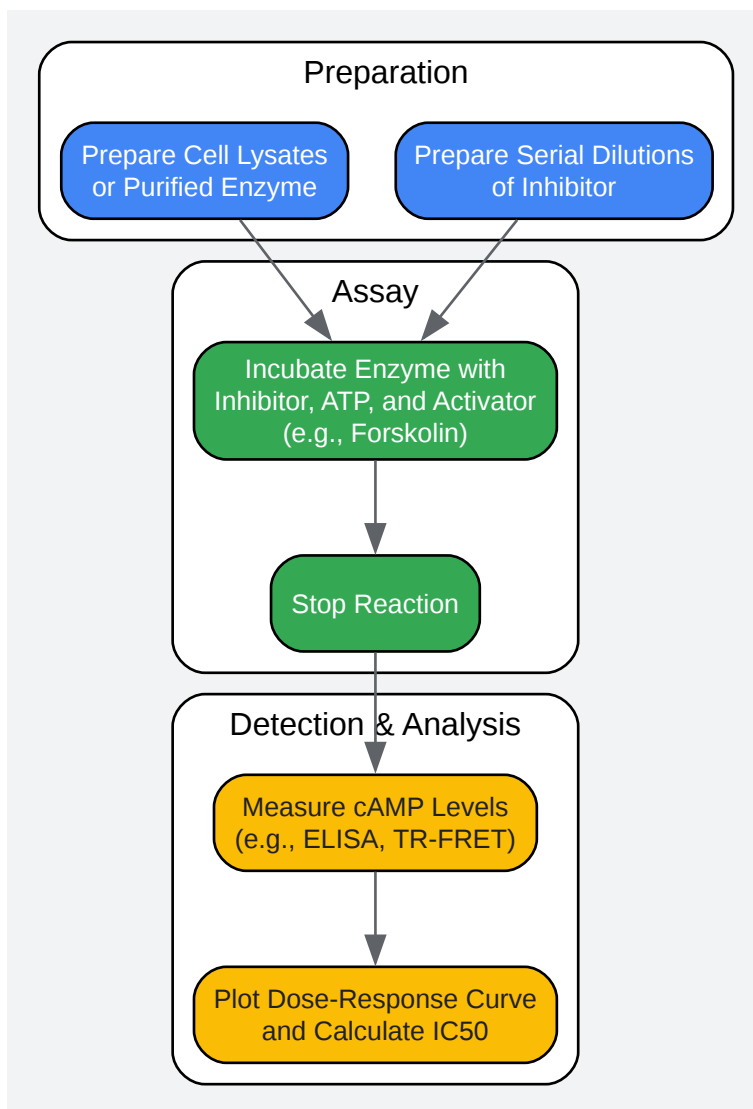 Preparation
Prepare Cell Lysates
or Purified Enzyme
Prepare Serial Dilutions
of Inhibitor
Assay
Incubate Enzyme with
Inhibitor, ATP, and Activator
(e.g., Forskolin)
Stop Reaction
Detection & Analysis
Measure cAMP Levels
(e.g., ELISA, TR-FRET)
Plot Dose-Response Curve
and Calculate IC50